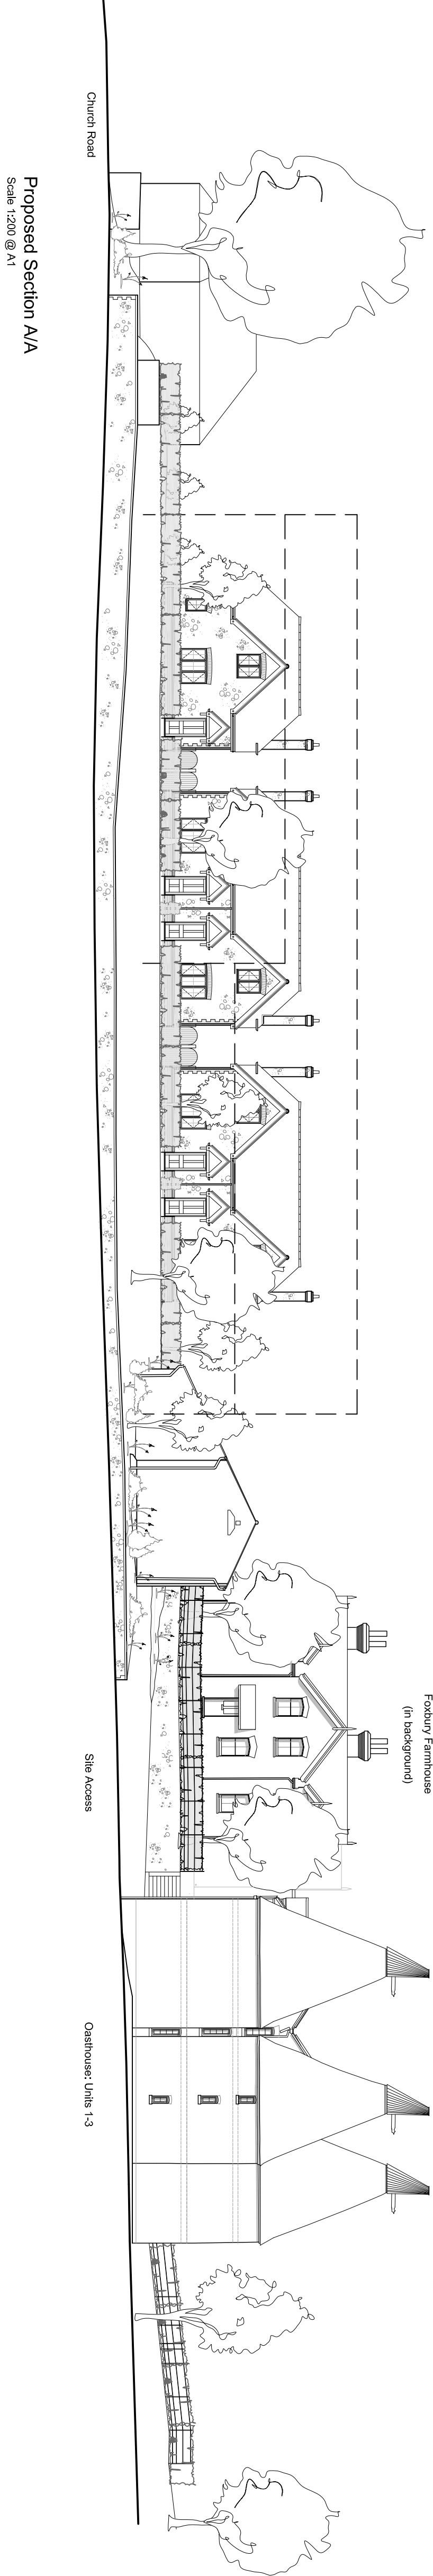 Foxbury Farmhouse
(in background)
Church Road
Site Access
Oasthouse: Units 1-3
Proposed Section A/A
Scale 1:200 @ A1